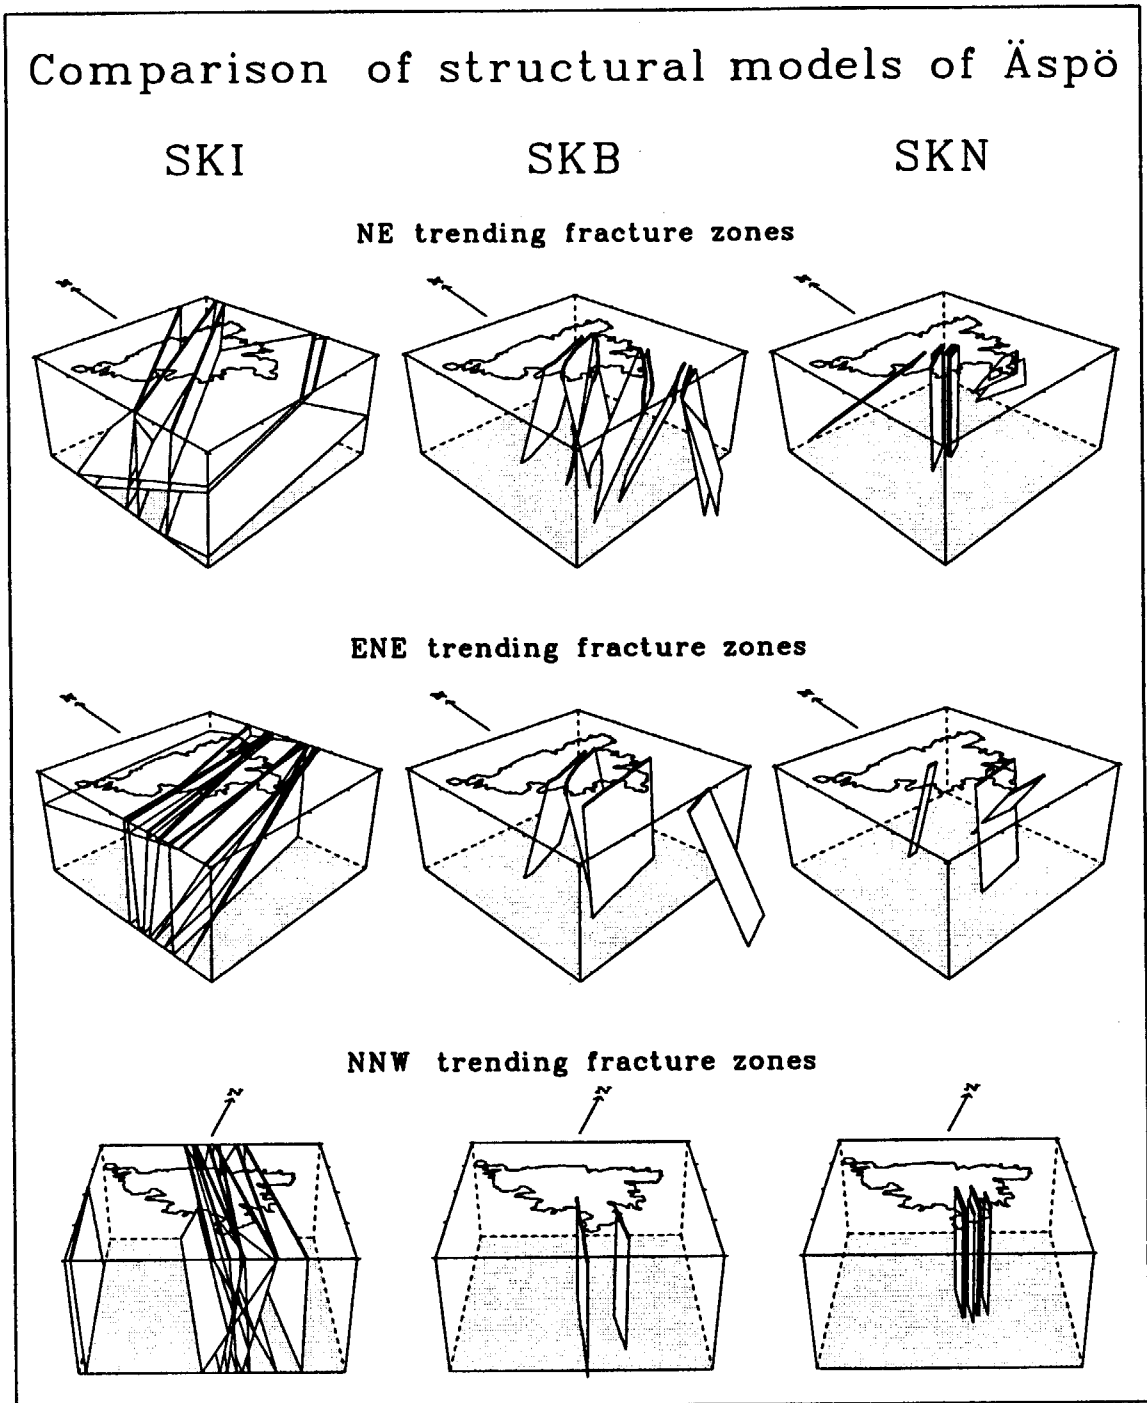 Comparison of structural models of Äspö
SKI SKB SKN
NE trending fracture zones
N N N
ENE trending fracture zones
N N N
NNW trending fracture zones
N N N